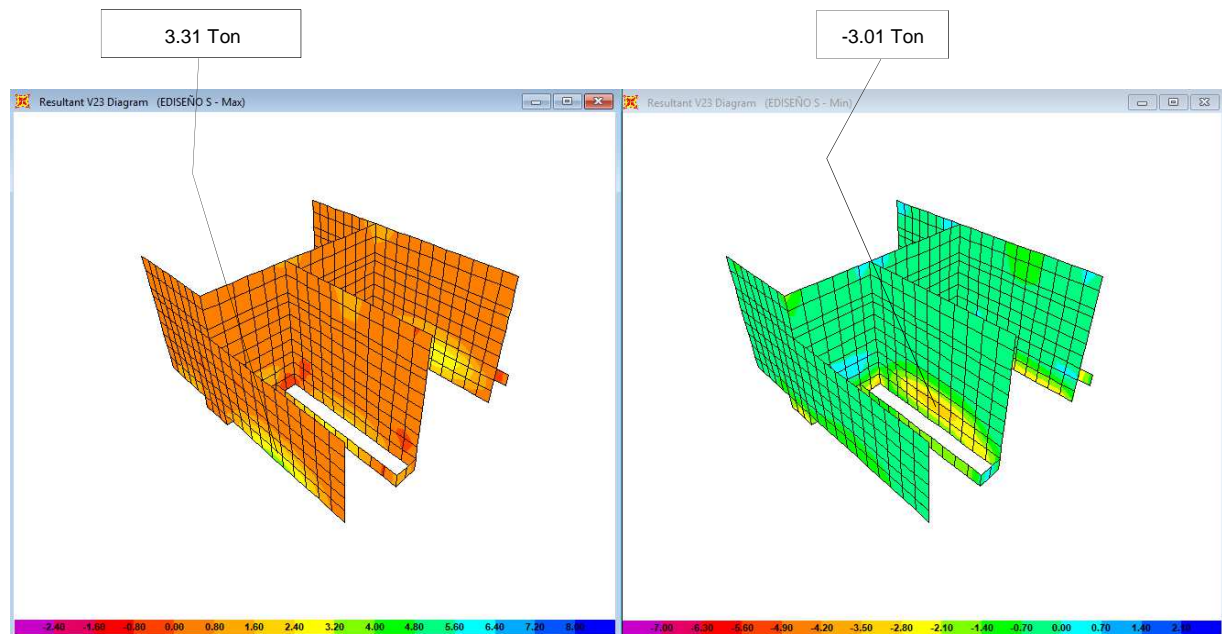 3.31 Ton
-3.01 Ton
Resultant V23 Diagram (EDISEÑO S - Max)
Resultant V23 Diagram (EDISEÑO S - Min)
-2.40 -1.60 -0.80 0.00 0.80 1.60 2.40 3.20 4.00 4.80 5.60 6.40 7.20 8.00
-7.00 -6.30 -5.60 -4.90 -4.20 -3.50 -2.80 -2.10 -1.40 -0.70 0.00 0.70 1.40